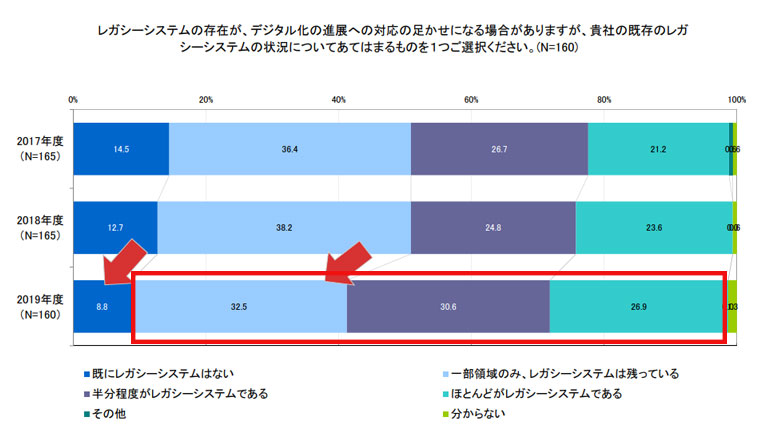 レガシーシステムの存在が、デジタル化の進展への対応の足かせになる場合がありますが、貴社の既存のレガ
シーシステムの状況についてあてはまるものを1つご選択ください。(N=160)
0% 20% 40% 60% 80% 100%
2017年度
(N=165)
14.5 36.4 26.7 21.2
2018年度
(N=165)
12.7 38.2 24.8 23.6
2019年度
(N=160)
8.8 32.5 30.6 26.9
既にレガシーシステムはない 一部領域のみ、レガシーシステムは残っている
半分程度がレガシーシステムである ほとんどがレガシーシステムである
その他 分からない